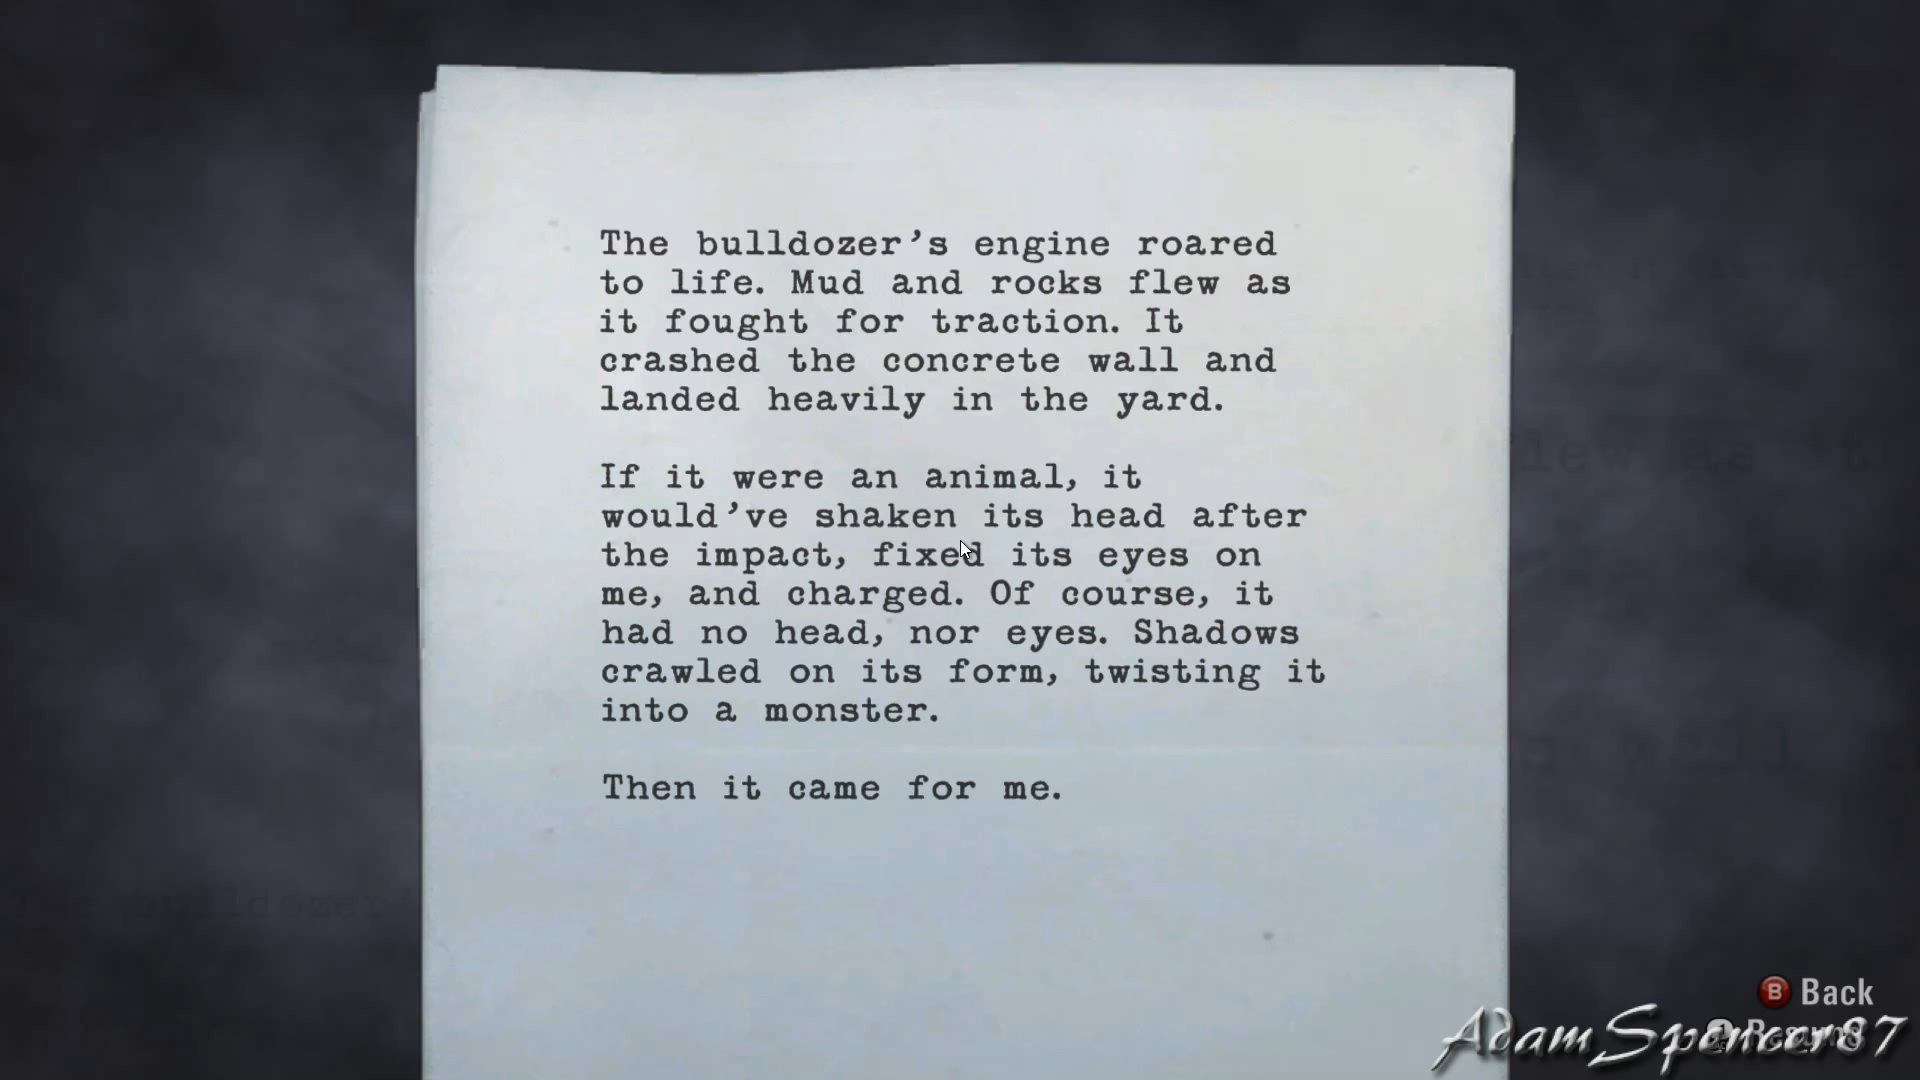 The bulldozer’s engine roared
to life. Mud and rocks flew as
it fought for traction. It
crashed the concrete wall and
landed heavily in the yard.
If it were an animal, it
would’ve shaken its head after
the impact, fixed its eyes on
me, and charged. Of course, it
had no head, nor eyes. Shadows
crawled on its form, twisting it
into a monster.
Then it came for me.
B Back
Resume
AdamSpencer87